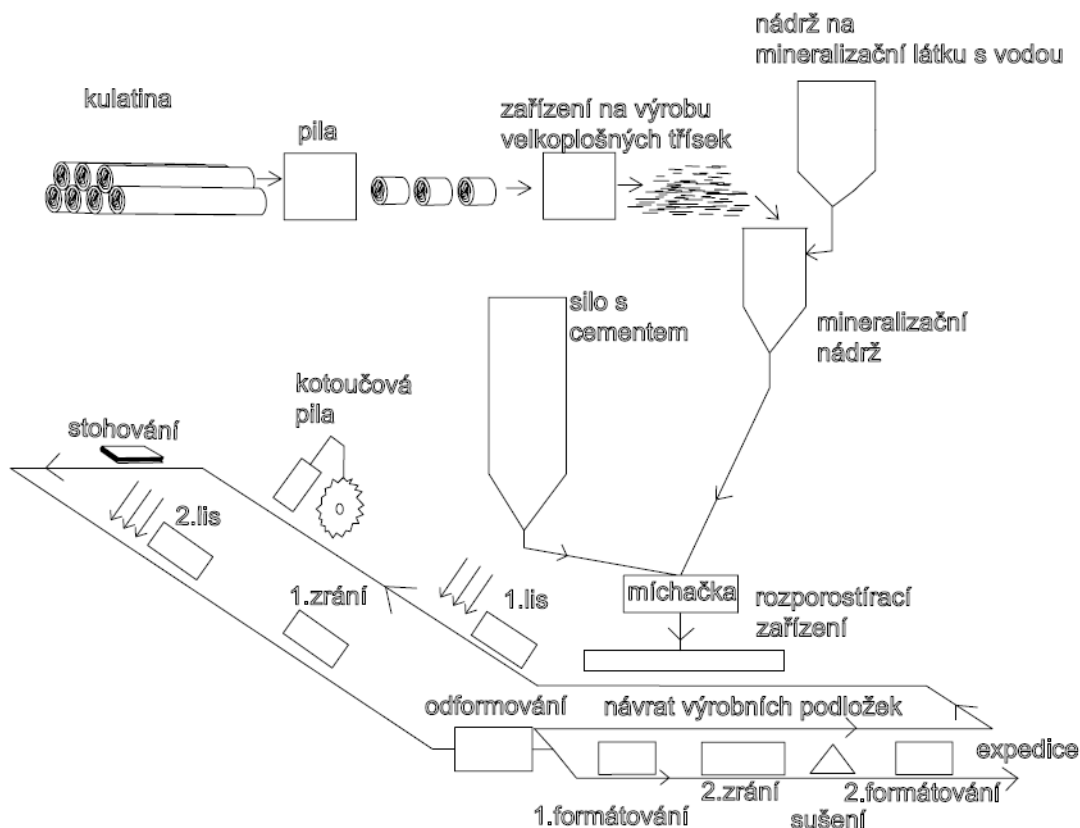 nádrž na
mineralizační látku s vodou
kulatina
pila
zařízení na výrobu
velkoplošných třísek
silo s
cementem
mineralizační
nádrž
kotoučová
pila
stohování
2.lis
1.zrání
1.lis
míchačka
rozporostírací
zařízení
odformování
návrat výrobních podložek
expedice
1.formátování
2.zrání
sušení
2.formátování